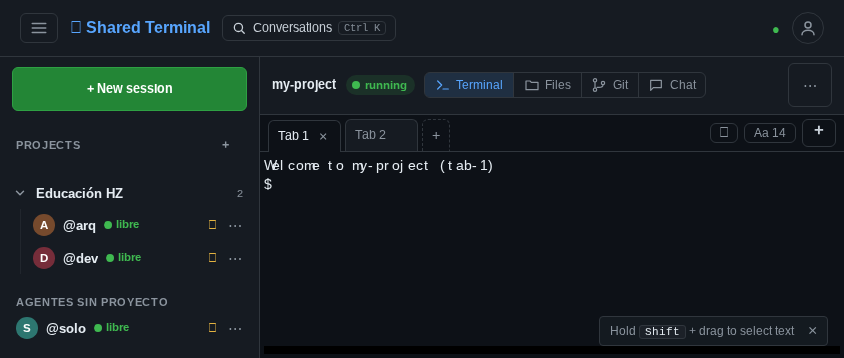 Shared Terminal
Conversations Ctrl K
+ New session
PROJECTS +
Educación HZ 2
A @arq libre ...
D @dev libre ...
AGENTES SIN PROYECTO
S @solo libre ...
my-project running Terminal Files Git Chat ...
Tab 1 × Tab 2 + Aa 14 +
Welcome to my-project (tab-1)
$
Hold Shift + drag to select text ×